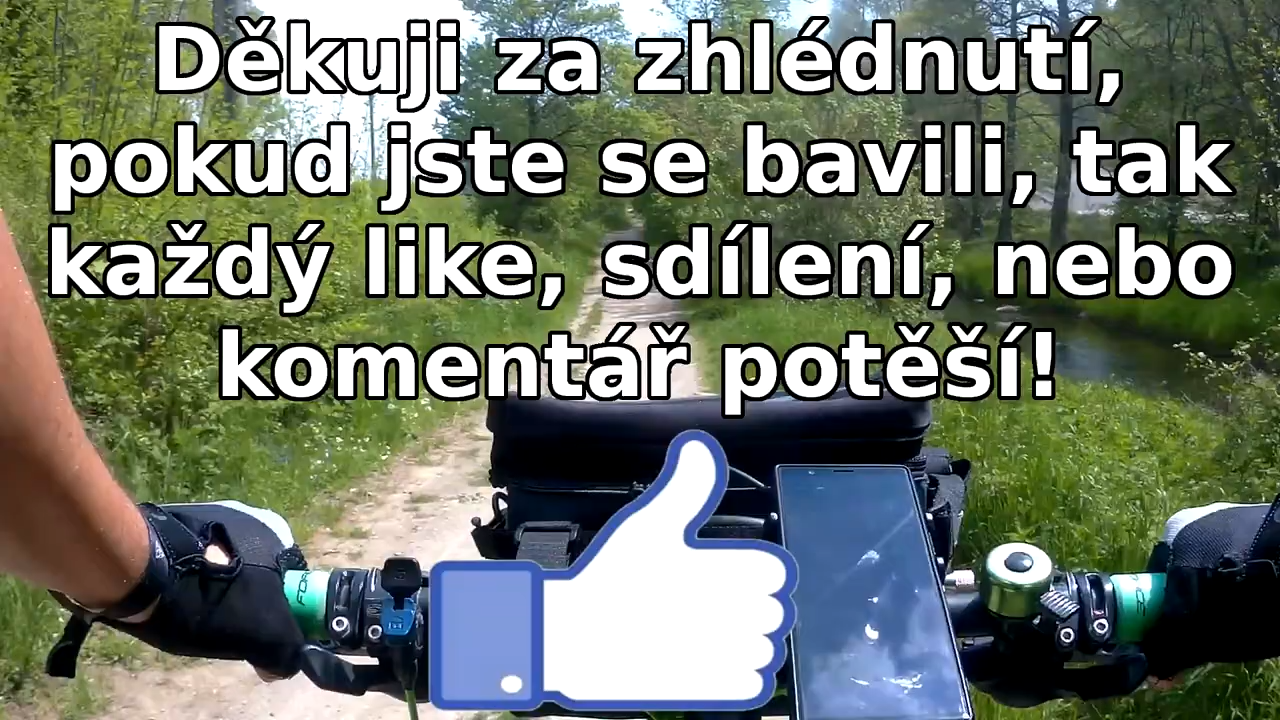 Děkuji za zhlédnutí,
pokud jste se bavili, tak
každý like, sdílení, nebo
komentář potěší!